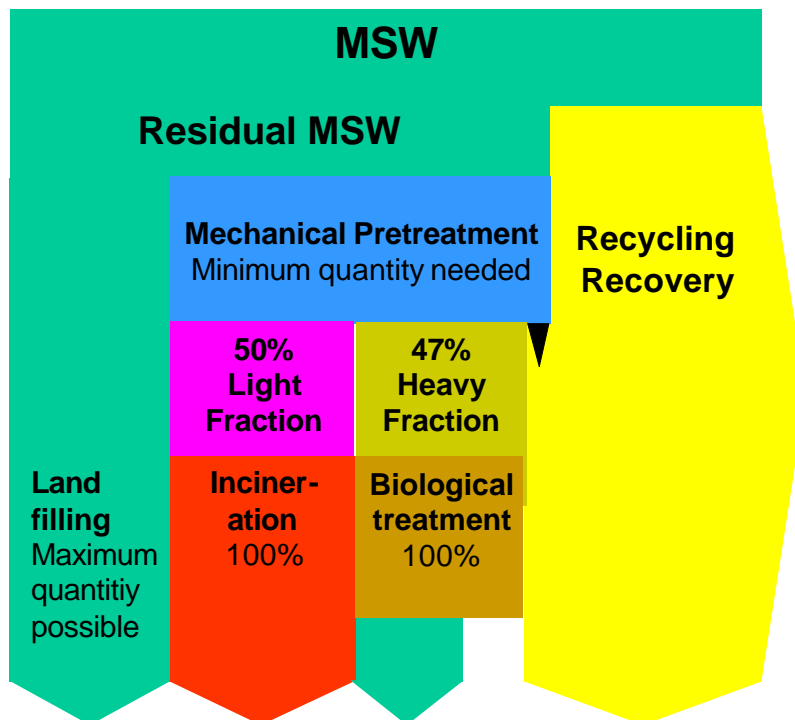 MSW
Residual MSW
Mechanical Pretreatment
Minimum quantity needed
Recycling
Recovery
50%
Light
Fraction
47%
Heavy
Fraction
Land
filling
Maximum
quantitiy
possible
Inciner-
ation
100%
Biological
treatment
100%